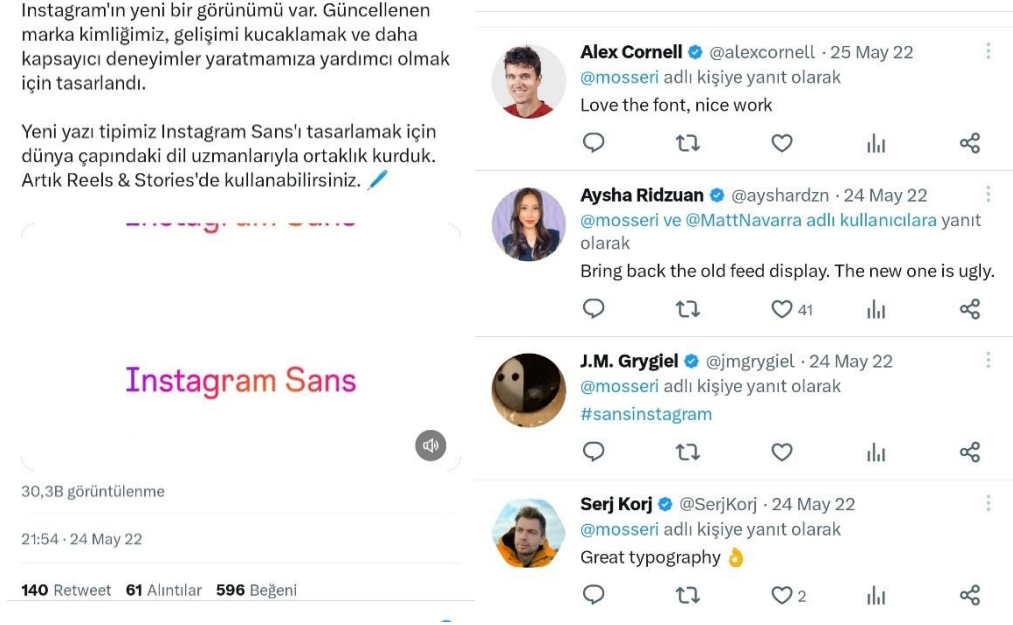 Instagram'ın yeni bir görünümü var. Güncellenen
marka kimliğimiz, gelişimi kucaklamak ve daha
kapsayıcı deneyimler yaratmamıza yardımcı olmak
için tasarlandı.
Yeni yazı tipimiz Instagram Sans'ı tasarlamak için
dünya çapındaki dil uzmanlarıyla ortaklık kurduk.
Artık Reels & Stories'de kullanabilirsiniz.
Instagram Sans
Instagram Sans
30,3B görüntülenme
21:54 · 24 May 22
140 Retweet 61 Alıntılar 596 Beğeni
Alex Cornell @alexcornell · 25 May 22
@mosseri adlı kişiye yanıt olarak
Love the font, nice work
Aysha Ridzuan @ayshardzn · 24 May 22
@mosseri ve @MattNavarra adlı kullanıcılara yanıt
olarak
Bring back the old feed display. The new one is ugly.
41
J.M. Grygiel @jmgrygiel · 24 May 22
@mosseri adlı kişiye yanıt olarak
#sansinstagram
Serj Korj @SerjKorj · 24 May 22
@mosseri adlı kişiye yanıt olarak
Great typography 👌
2